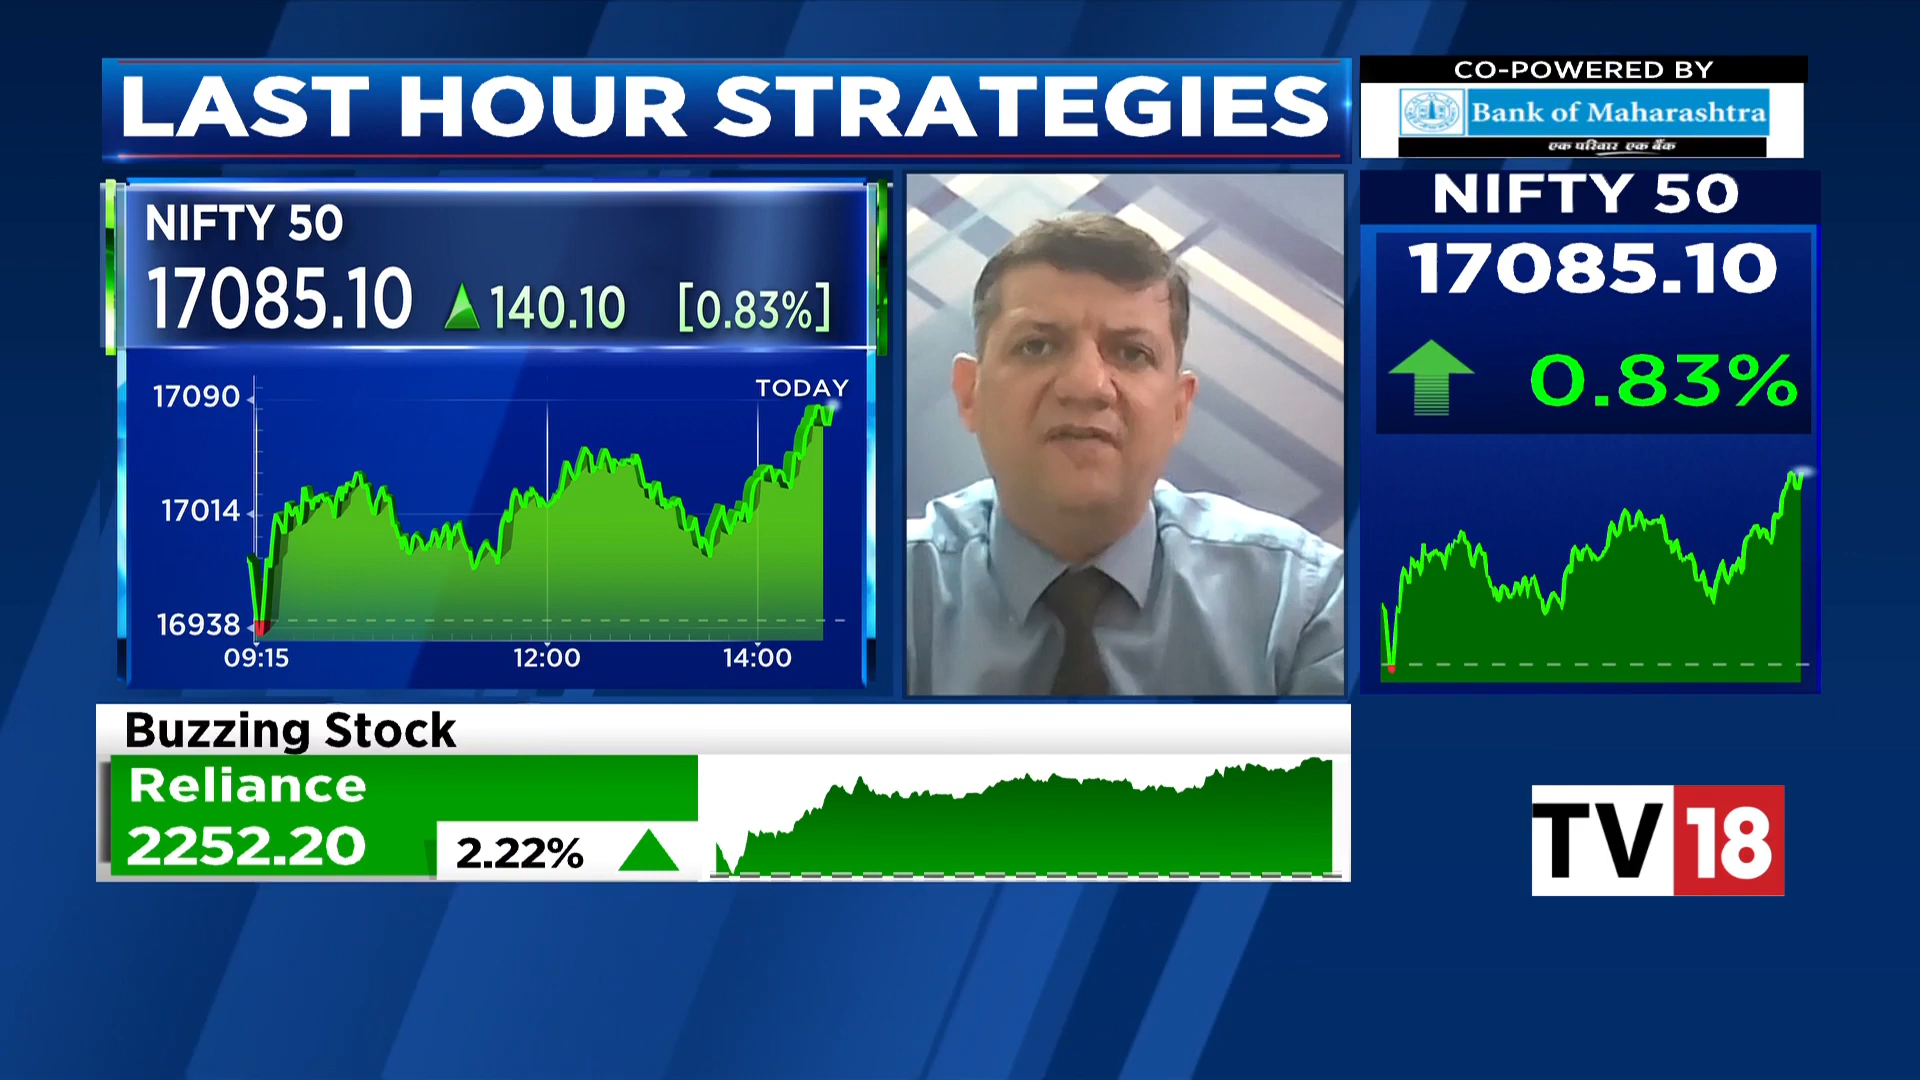 LAST HOUR STRATEGIES
CO-POWERED BY
Bank of Maharashtra
एक परिवार एक बैंक
NIFTY 50
17085.10 ▲ 140.10 [0.83%]
TODAY
17090
17014
16938
09:15 12:00 14:00
NIFTY 50
17085.10
0.83%
Buzzing Stock
Reliance
2252.20
2.22%
TV18